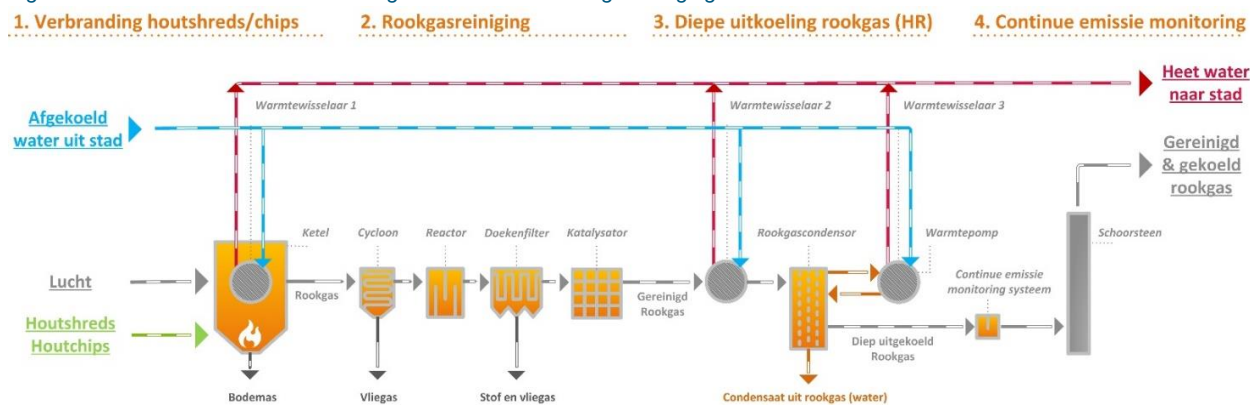 1. Verbranding houtshreds/chips
2. Rookgasreiniging
3. Diepe uitkoeling rookgas (HR)
4. Continue emissie monitoring
Heet water
naar stad
Warmtewisselaar 1
Warmtewisselaar 2
Warmtewisselaar 3
Afgekoeld
water uit stad
Gereinigd
& gekoeld
rookgas
Ketel
Cycloon
Reactor
Doekenfilter
Katalysator
Rookgascondensor
Warmtepomp
Schoorsteen
Lucht
Rookgas
Gereinigd
Rookgas
Continue emissie
monitoring systeem
Houtshreds
Houtchips
Diep uitgekoeld
Rookgas
Bodemas
Vliegas
Stof en vliegas
Condensaat uit rookgas (water)